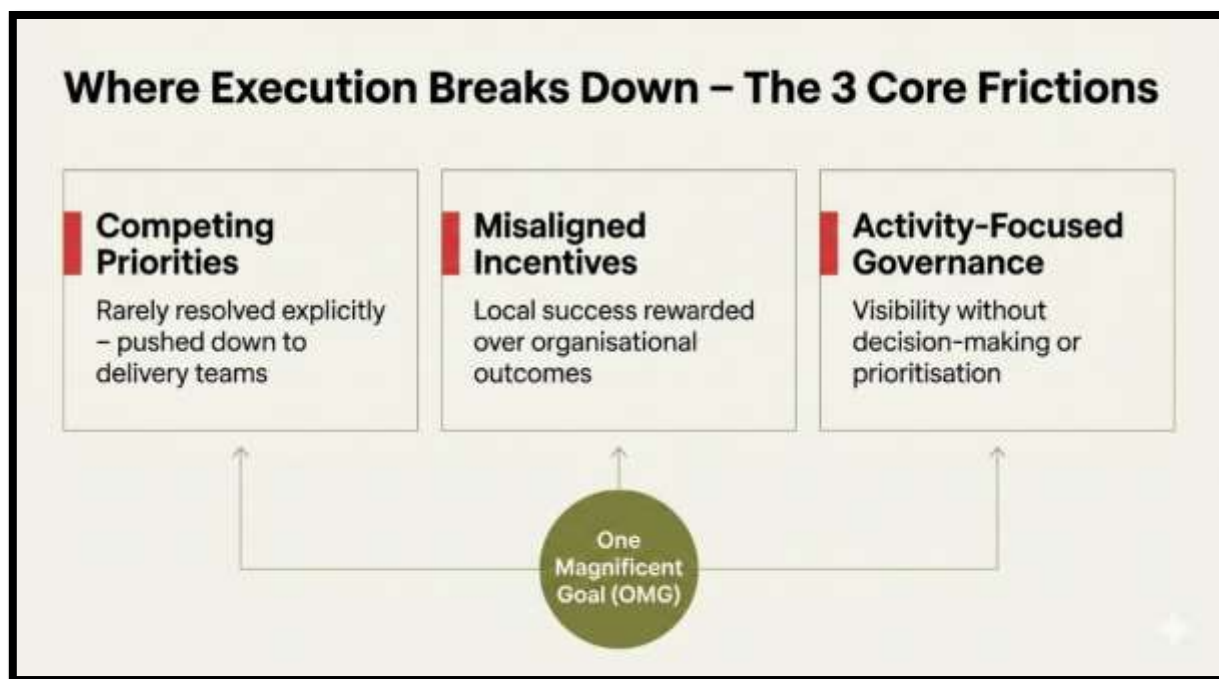 Where Execution Breaks Down – The 3 Core Frictions
Competing
Priorities
Rarely resolved explicitly
– pushed down to
delivery teams
Misaligned
Incentives
Local success rewarded
over organisational
outcomes
Activity-Focused
Governance
Visibility without
decision-making or
prioritisation
One
Magnificent
Goal (OMG)